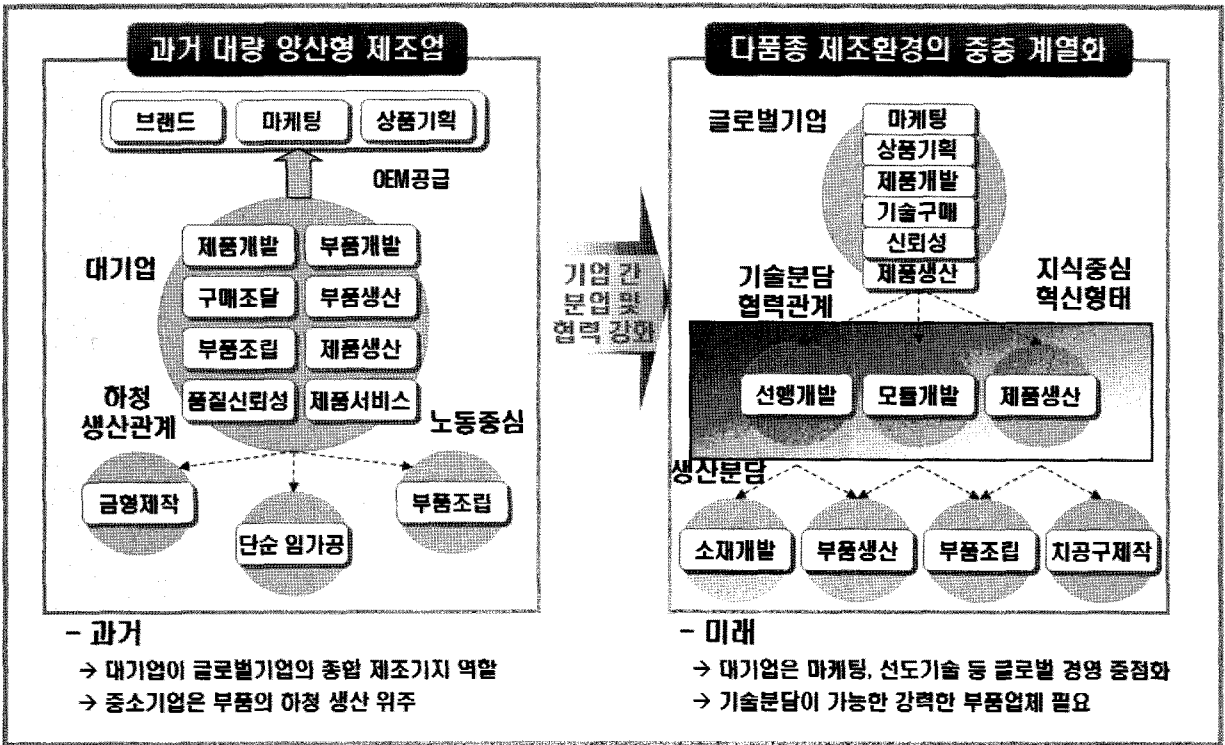 과거 대량 양산형 제조업
브랜드
마케팅
상품기획
OEM공급
대기업
제품개발
부품개발
구매조달
부품생산
부품조립
제품생산
품질신뢰성
제품서비스
하청
생산관계
노동중심
금형제작
단순 임가공
부품조립
- 과거
→ 대기업이 글로벌기업의 종합 제조기지 역할
→ 중소기업은 부품의 하청 생산 위주
기업 간
분업 및
협력 강화
다품종 제조환경의 중층 계열화
글로벌기업
마케팅
상품기획
제품개발
기술구매
신뢰성
제품생산
기술분담
협력관계
지식중심
혁신형태
선행개발
모듈개발
제품생산
생산분담
소재개발
부품생산
부품조립
치공구제작
- 미래
→ 대기업은 마케팅, 선도기술 등 글로벌 경영 중점화
→ 기술분담이 가능한 강력한 부품업체 필요